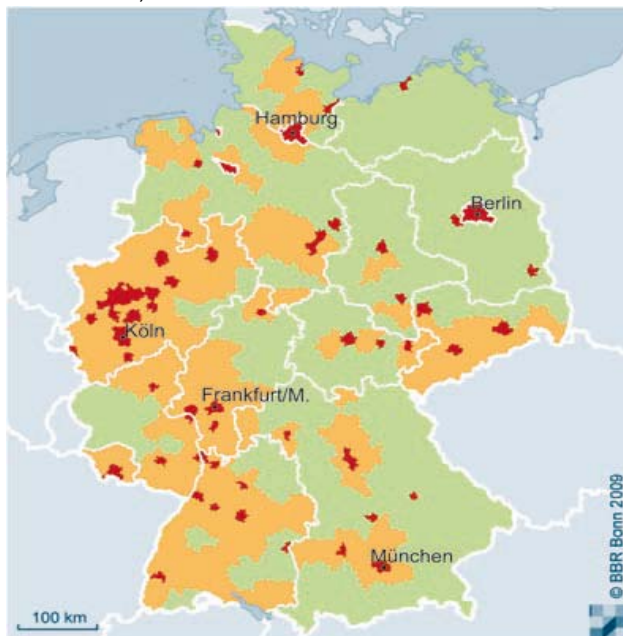 Hamburg
Berlin
Köln
Frankfurt/M.
München
100 km
© BBR Bonn 2009